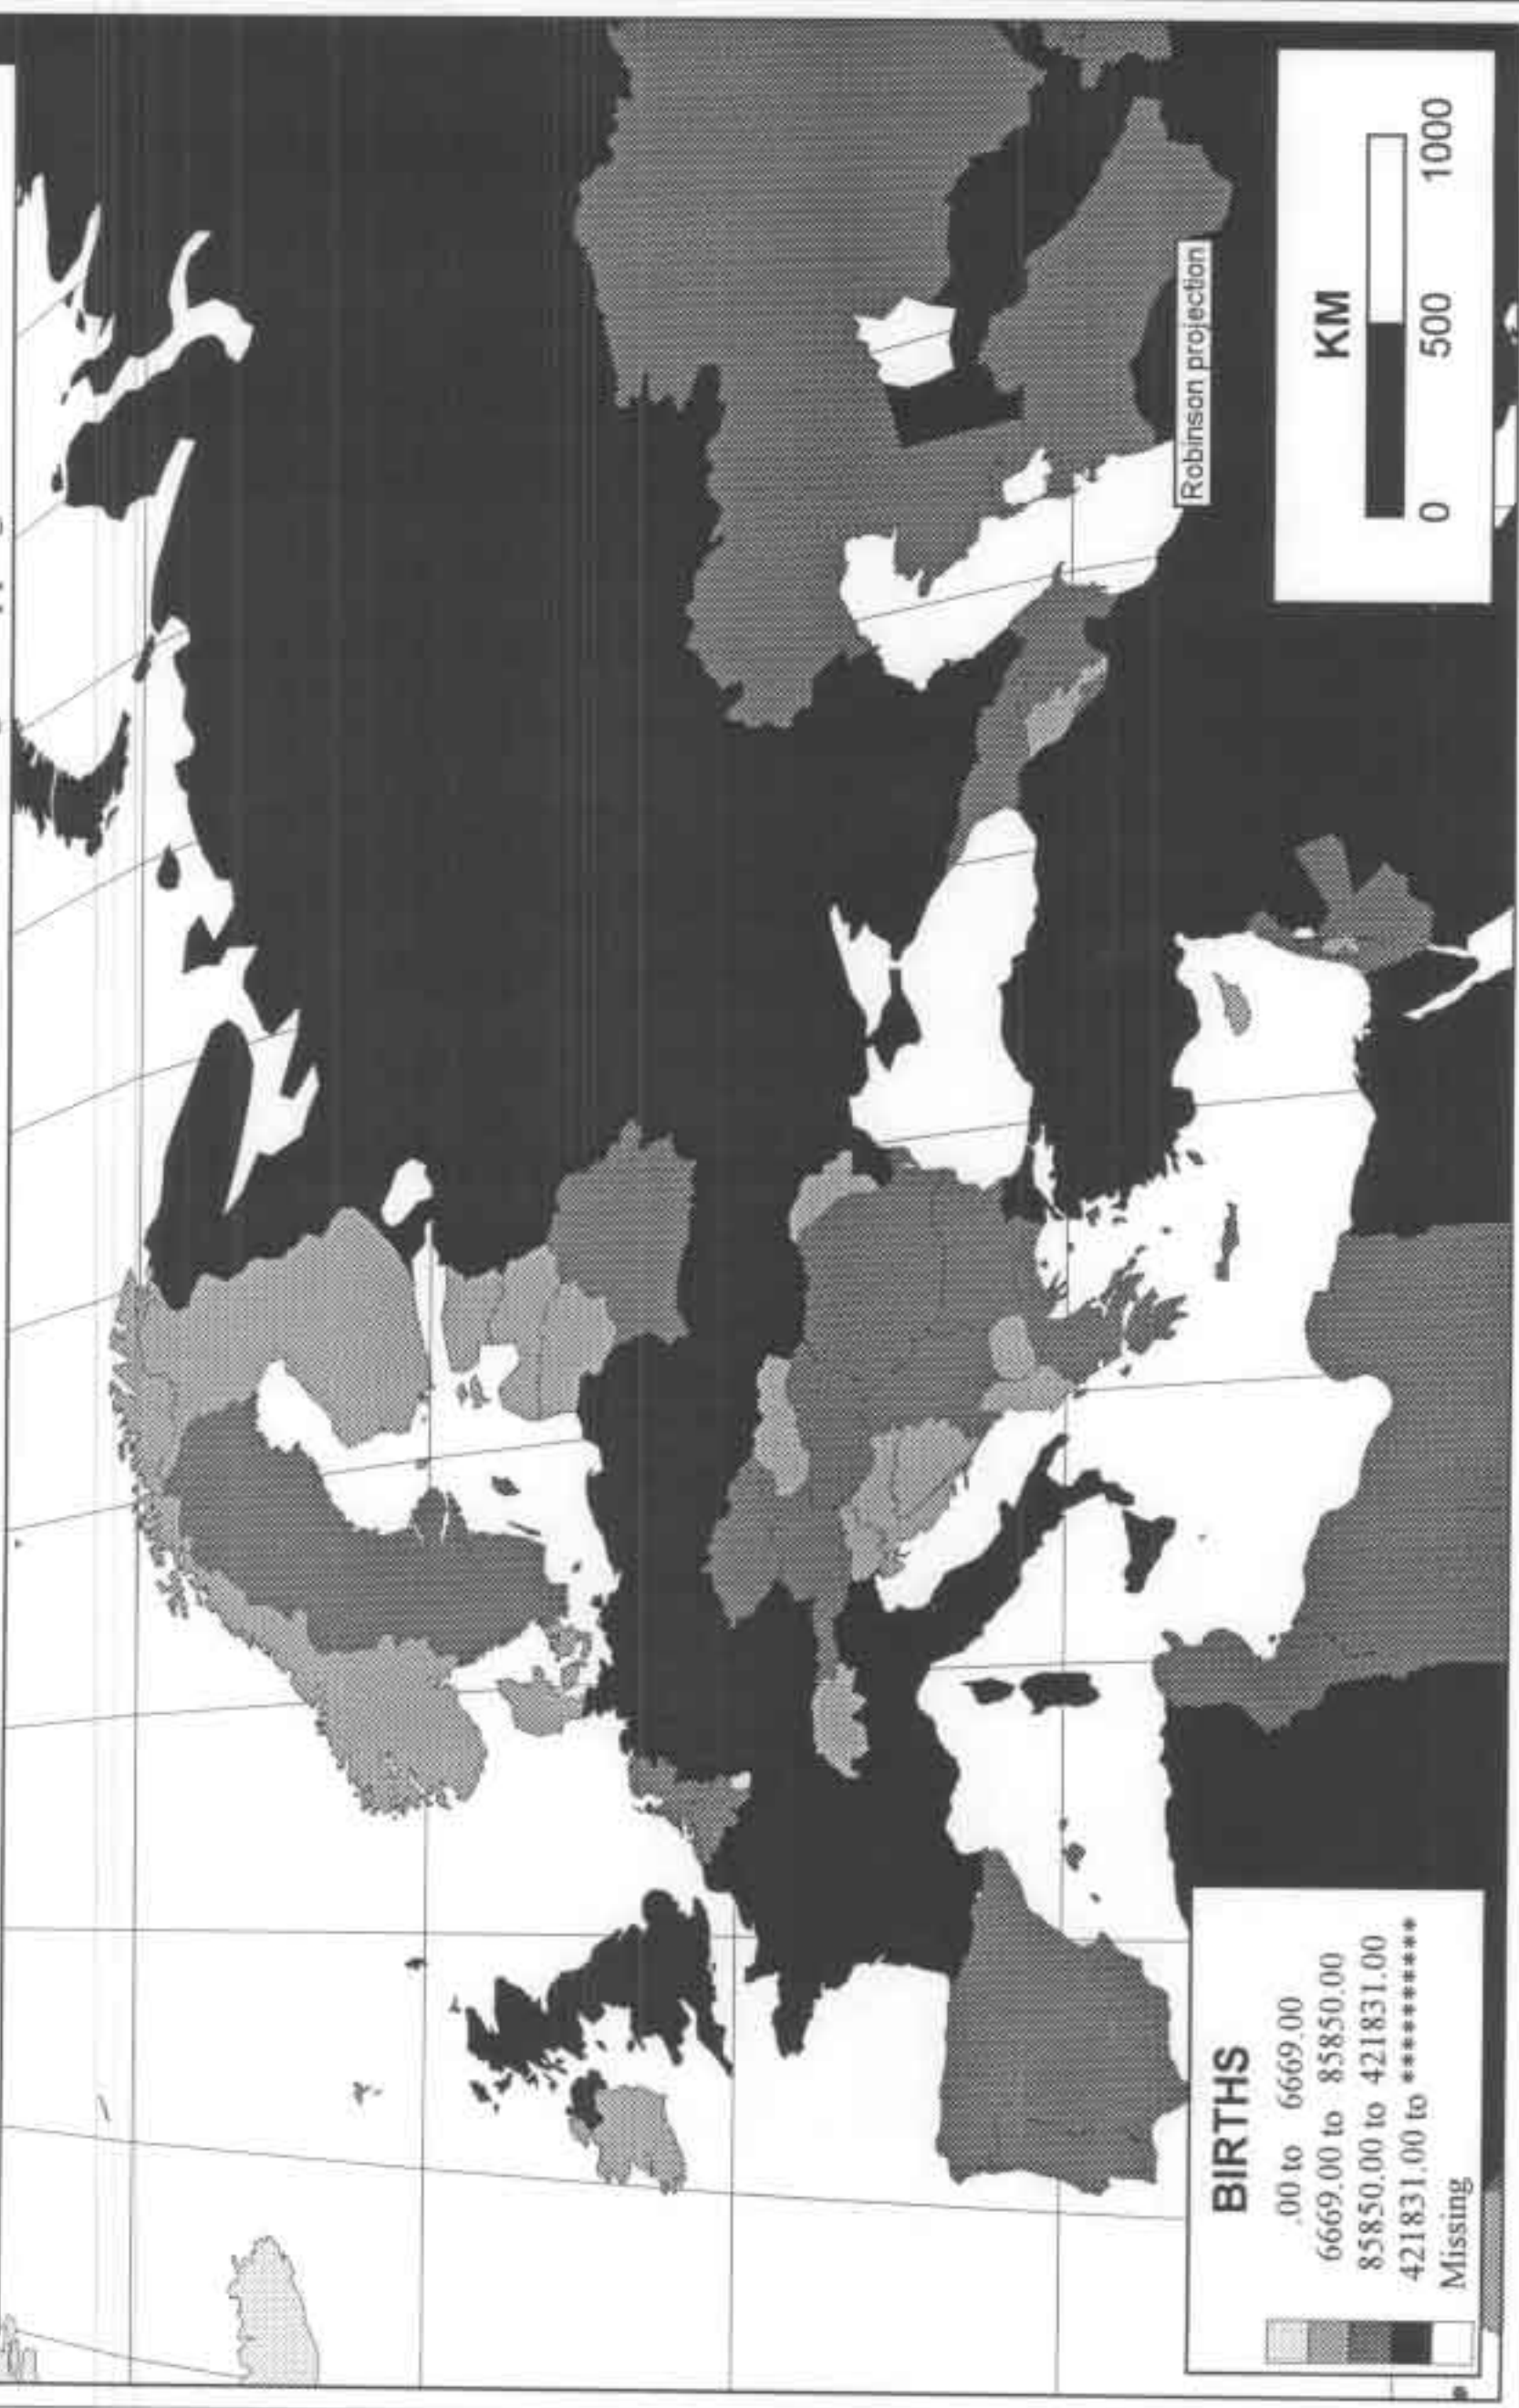 Robinson projection
KM
0 500 1000
BIRTHS
.00 to 6669.00
6669.00 to 85850.00
85850.00 to 421831.00
421831.00 to **********
Missing